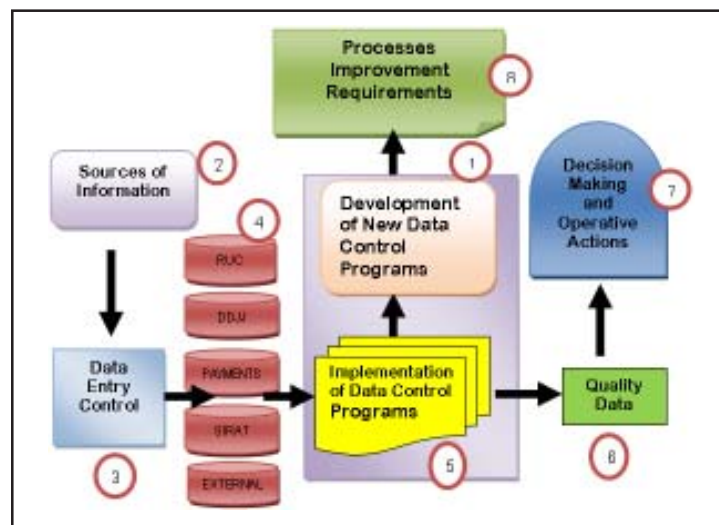 Processes
Improvement
Requirements
8
2
Sources of
Information
1
Decision
Making
and
Operative
Actions
7
4
RUC
Development
of New Data
Control
Programs
DDJJ
Data
Entry
Control
PAYMENTS
Implementation
of Data Control
Programs
Quality
Data
SIRAT
3
5
6
EXTERNAL